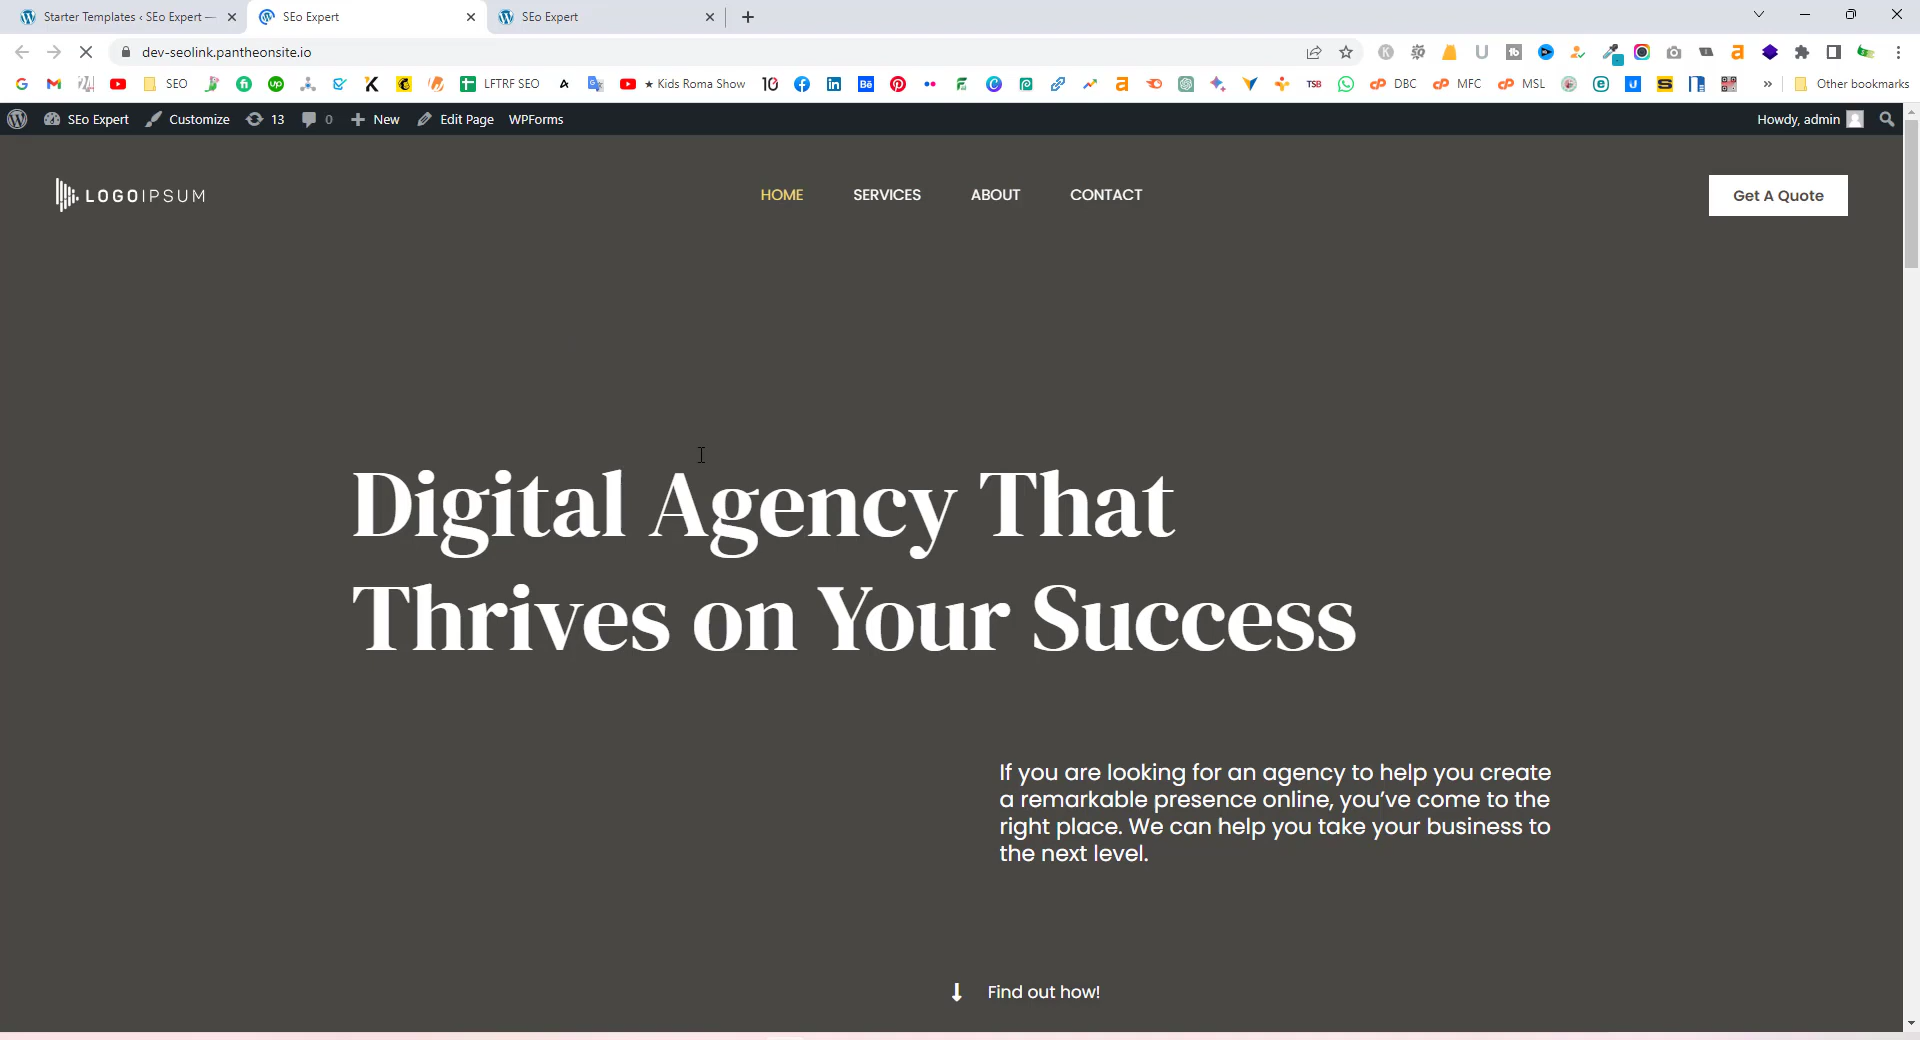 Starter Templates ‹ SEo Expert —
SEo Expert
SEo Expert
dev-seolink.pantheonsite.io
SEO
LFTRF SEO
★ Kids Roma Show
DBC
MFC
MSL
»
Other bookmarks
SEo Expert
Customize
13
0
New
Edit Page
WPForms
Howdy, admin
LOGOIPSUM
HOME
SERVICES
ABOUT
CONTACT
Get A Quote
Digital Agency That
Thrives on Your Success
If you are looking for an agency to help you create
a remarkable presence online, you’ve come to the
right place. We can help you take your business to
the next level.
Find out how!